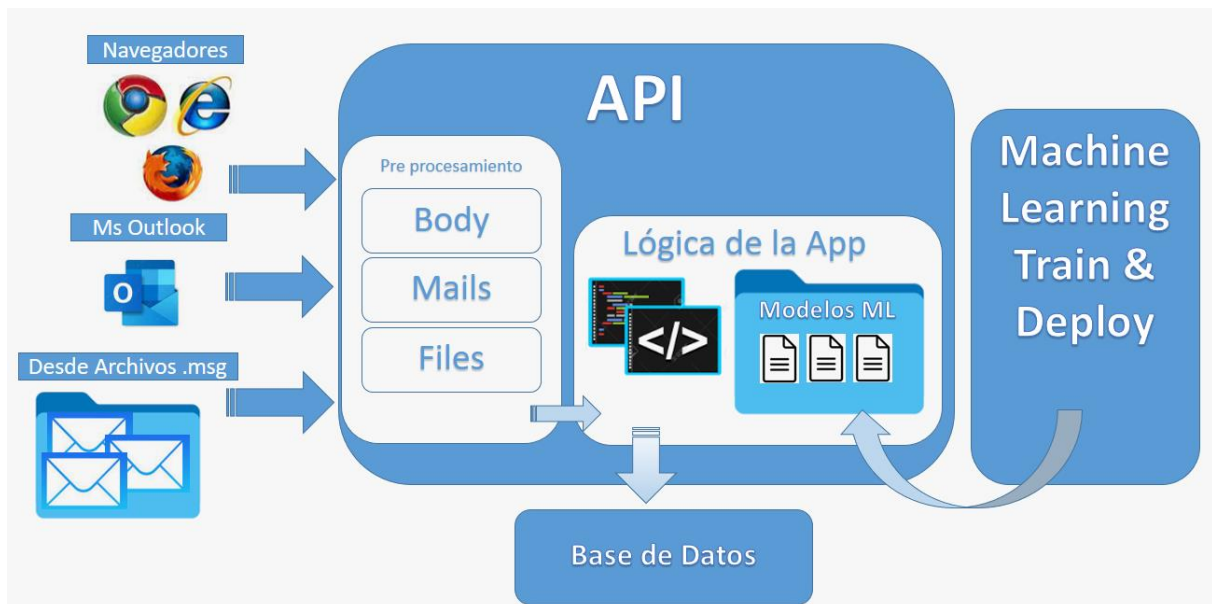 Navegadores
Ms Outlook
O
Desde Archivos .msg
API
Pre procesamiento
Body
Mails
Files
Lógica de la App
</>
Modelos ML
Base de Datos
Machine
Learning
Train &
Deploy